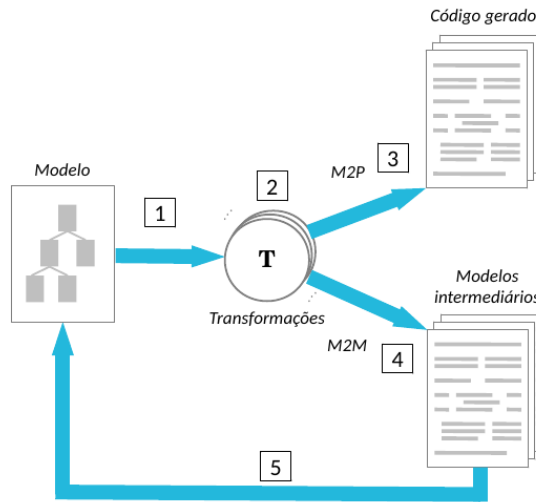 Código gerado
Modelo
1
2
M2P
3
T
Transformações
Modelos
intermediários
M2M
4
5